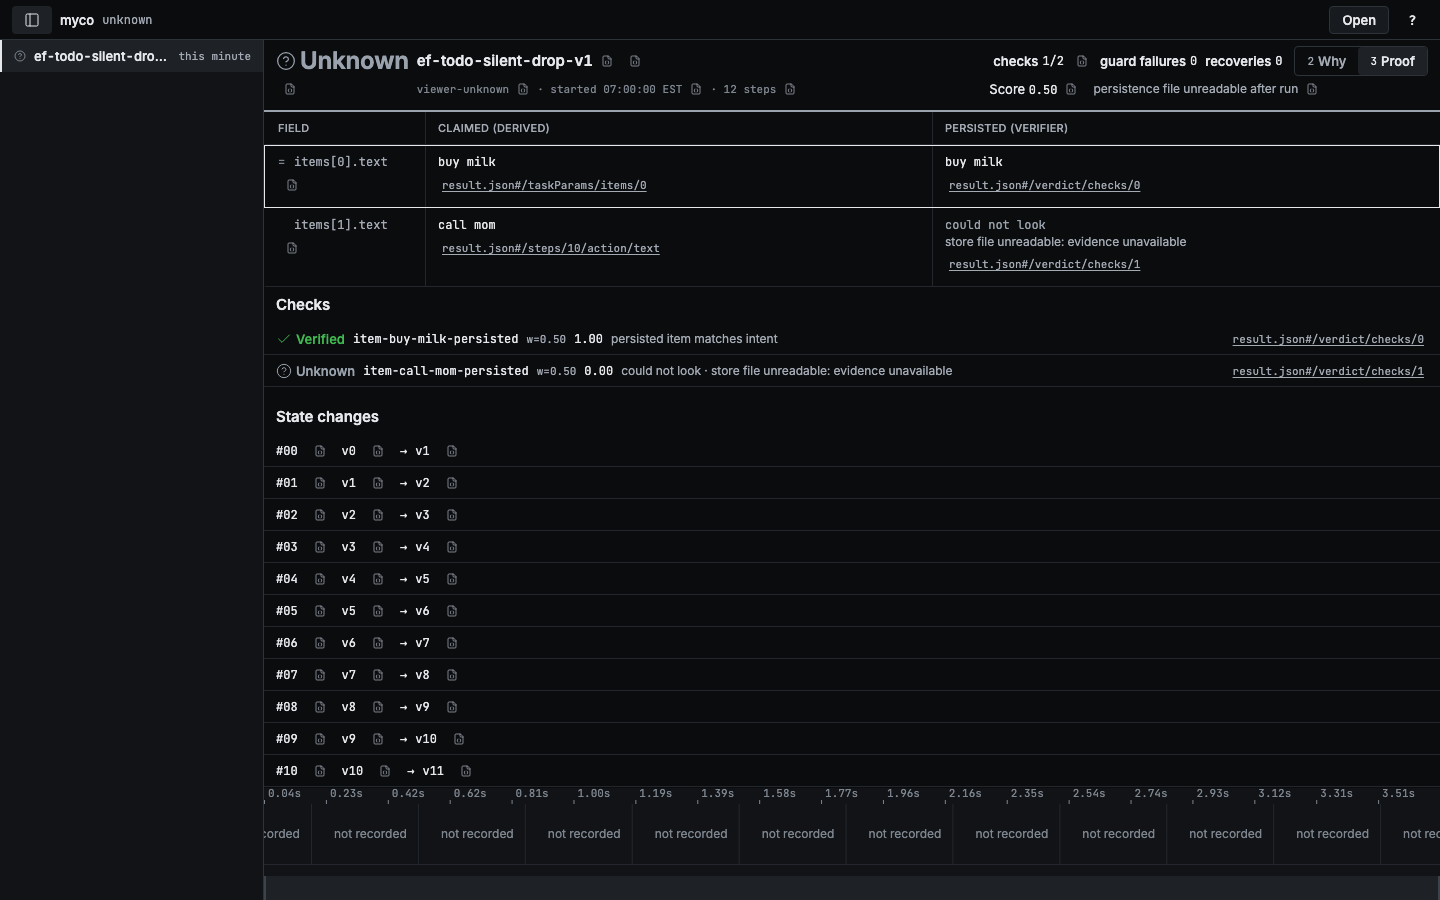 myco unknown
Open ?
ef-todo-silent-dro... this minute
Unknown ef-todo-silent-drop-v1
checks 1/2 guard failures 0 recoveries 0
2 Why 3 Proof
viewer-unknown · started 07:00:00 EST · 12 steps
Score 0.50 persistence file unreadable after run
FIELD CLAIMED (DERIVED) PERSISTED (VERIFIER)
= items[0].text buy milk buy milk
result.json#/taskParams/items/0 result.json#/verdict/checks/0
items[1].text call mom could not look
store file unreadable: evidence unavailable
result.json#/steps/10/action/text
result.json#/verdict/checks/1
Checks
Verified item-buy-milk-persisted w=0.50 1.00 persisted item matches intent result.json#/verdict/checks/0
Unknown item-call-mom-persisted w=0.50 0.00 could not look · store file unreadable: evidence unavailable result.json#/verdict/checks/1
State changes
#00 v0 → v1
#01 v1 → v2
#02 v2 → v3
#03 v3 → v4
#04 v4 → v5
#05 v5 → v6
#06 v6 → v7
#07 v7 → v8
#08 v8 → v9
#09 v9 → v10
#10 v10 → v11
0.04s 0.23s 0.42s 0.62s 0.81s 1.00s 1.19s 1.39s 1.58s 1.77s 1.96s 2.16s 2.35s 2.54s 2.74s 2.93s 3.12s 3.31s 3.51s
corded not recorded not recorded not recorded not recorded not recorded not recorded not recorded not recorded not recorded not recorded not rec